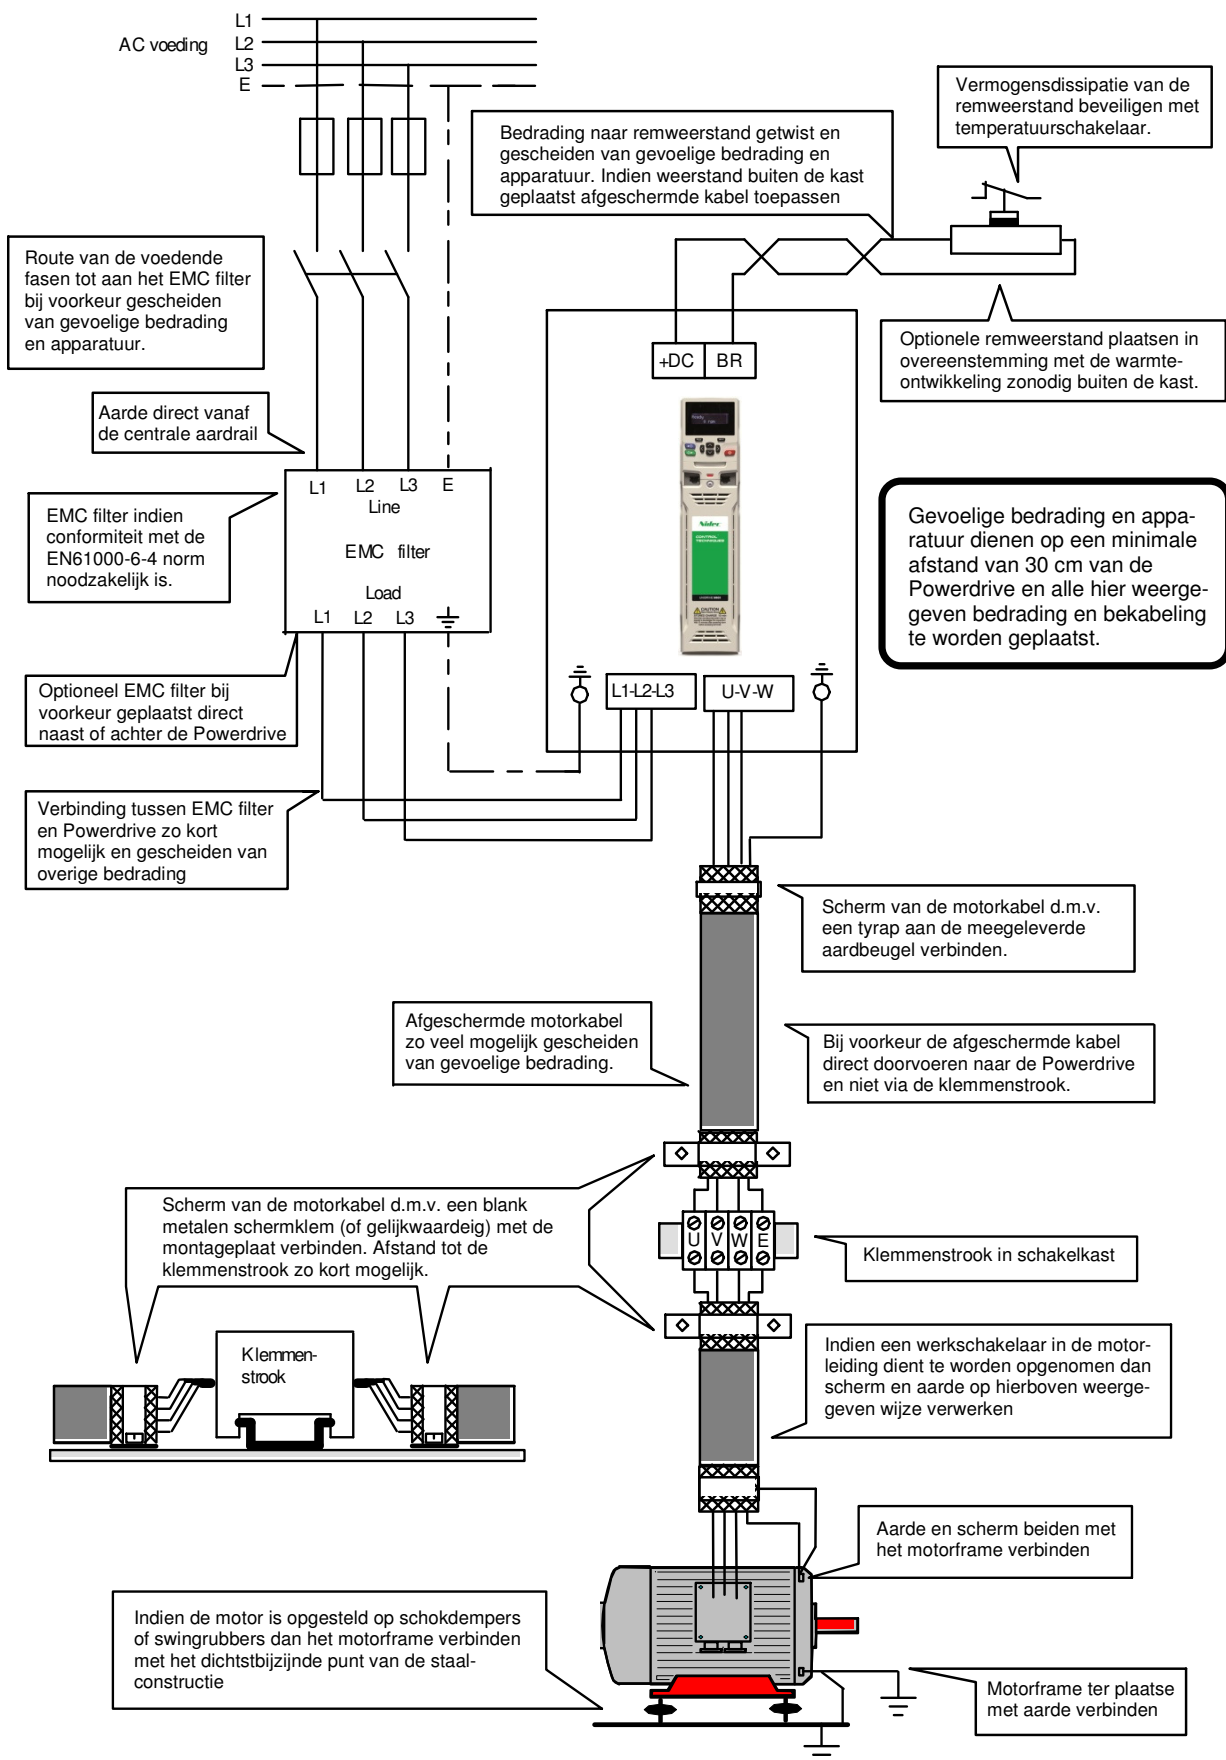 L1
AC voeding
L2
L3
E
Vermogensdissipatie van de
remweerstand beveiligen met
temperatuurschakelaar.
Bedrading naar remweerstand getwist en
gescheiden van gevoelige bedrading en
apparatuur. Indien weerstand buiten de kast
geplaatst afgeschermde kabel toepassen
Route van de voedende
fasen tot aan het EMC filter
bij voorkeur gescheiden
van gevoelige bedrading
en apparatuur.
Optionele remweerstand plaatsen in
overeenstemming met de warmte-
ontwikkeling zonodig buiten de kast.
+DC BR
Aarde direct vanaf
de centrale aardrail
L1 L2 L3 E
Line
EMC filter
Load
L1 L2 L3
EMC filter indien
conformiteit met de
EN61000-6-4 norm
noodzakelijk is.
Nidec
CONTROL
TECHNIQUES
CAUTION
Gevoelige bedrading en appa-
ratuur dienen op een minimale
afstand van 30 cm van de
Powerdrive en alle hier weerge-
geven bedrading en bekabeling
te worden geplaatst.
Optioneel EMC filter bij
voorkeur geplaatst direct
naast of achter de Powerdrive
L1-L2-L3 U-V-W
Verbinding tussen EMC filter
en Powerdrive zo kort
mogelijk en gescheiden van
overige bedrading
Scherm van de motorkabel d.m.v.
een tyrap aan de meegeleverde
aardbeugel verbinden.
Afgeschermde motorkabel
zo veel mogelijk gescheiden
van gevoelige bedrading.
Bij voorkeur de afgeschermde kabel
direct doorvoeren naar de Powerdrive
en niet via de klemmenstrook.
Scherm van de motorkabel d.m.v. een blank
metalen schermklem (of gelijkwaardeig) met de
montageplaat verbinden. Afstand tot de
klemmenstrook zo kort mogelijk.
U V W E
Klemmenstrook in schakelkast
Klemmen-
strook
Indien een werkschakelaar in de motor-
leiding dient te worden opgenomen dan
scherm en aarde op hierboven weerge-
geven wijze verwerken
Aarde en scherm beiden met
het motorframe verbinden
Indien de motor is opgesteld op schokdempers
of swingrubbers dan het motorframe verbinden
met het dichtstbijzijnde punt van de staal-
constructie
Motorframe ter plaatse
met aarde verbinden